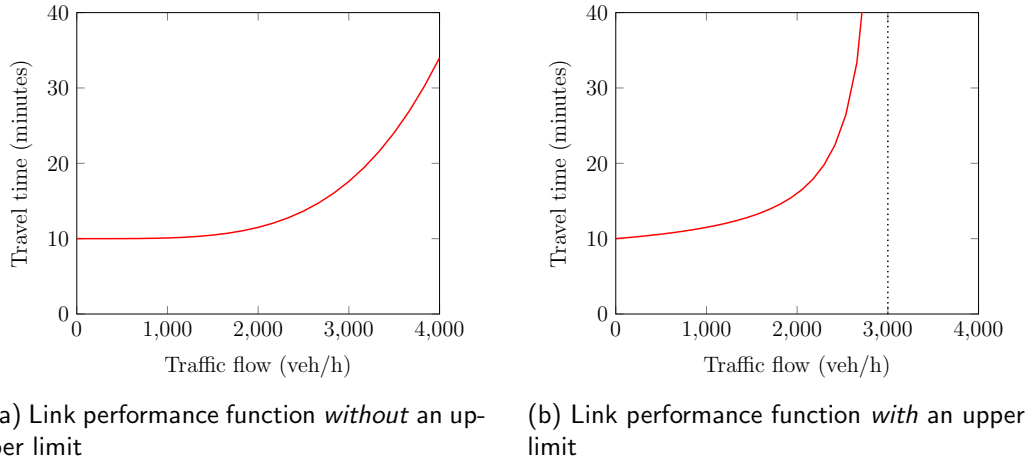 40
30
20
10
0
0 1,000 2,000 3,000 4,000
Travel time (minutes)
Traffic flow (veh/h)
a) Link performance function without an up-
per limit
40
30
20
10
0
0 1,000 2,000 3,000 4,000
Travel time (minutes)
Traffic flow (veh/h)
(b) Link performance function with an upper
limit